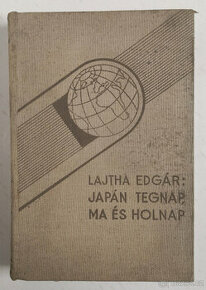 LAJTHA EDGÁR:
JAPÁN TEGNAP,
MA ÉS HOLNAP